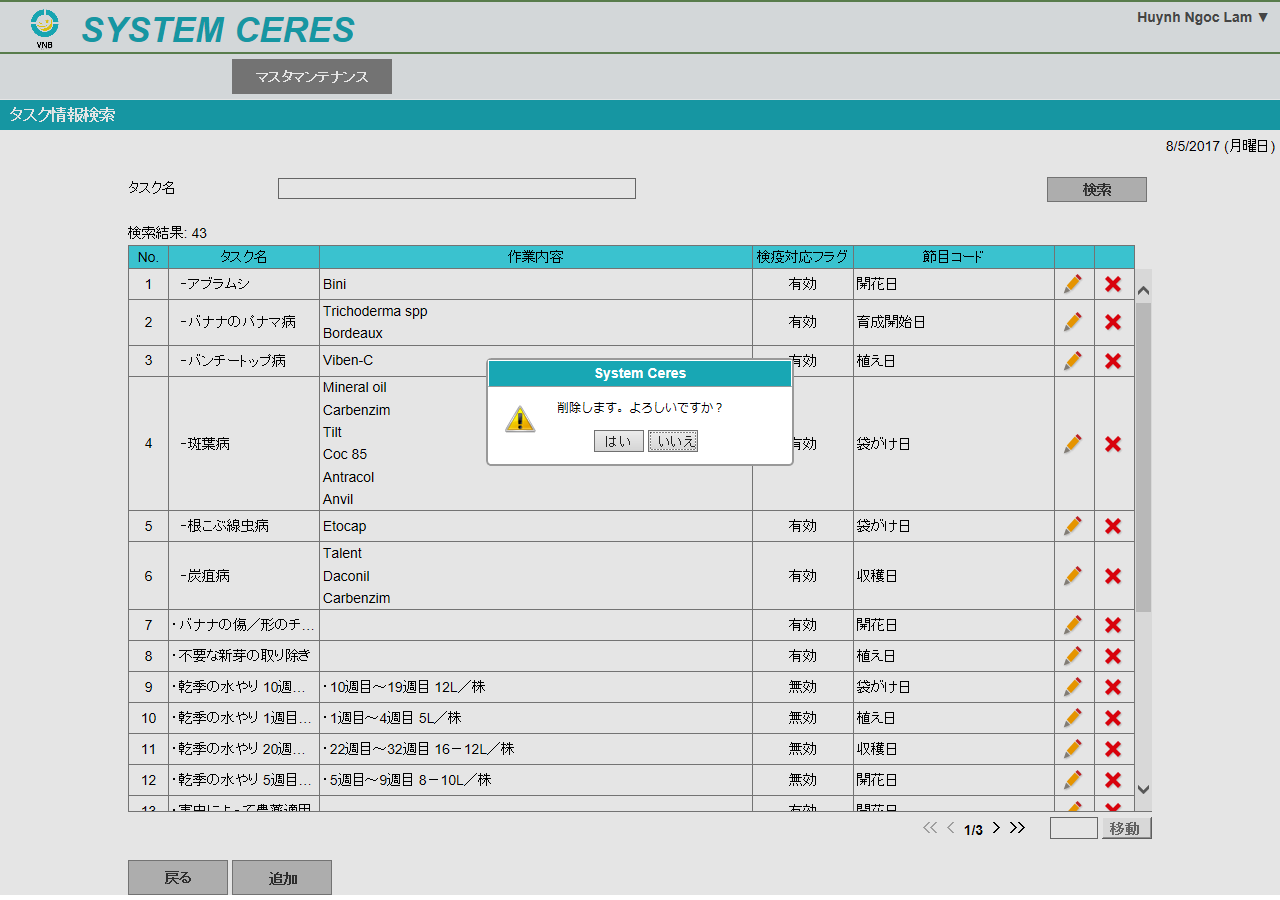 VNB
SYSTEM CERES
Huynh Ngoc Lam ▼
マスタマンテナンス
タスク情報検索
8/5/2017 (月曜日)
タスク名
検索
検索結果: 43
No. タスク名 作業内容 検疫対応フラグ 節目コード
1 -アブラムシ Bini 有効 開花日
2 -バナナのパナマ病 Trichoderma spp 有効 育成開始日
Bordeaux
3 -バンチートップ病 Viben-C 有効 植え日
4 -斑葉病 Mineral oil 有効 袋がけ日
Carbenzim
Tilt
Coc 85
Antracol
Anvil
5 -根こぶ線虫病 Etocap 有効 袋がけ日
6 -炭疽病 Talent 有効 収穫日
Daconil
Carbenzim
7 ・バナナの傷／形のチ... 有効 開花日
8 ・不要な新芽の取り除き 有効 植え日
9 ・乾季の水やり 10週... ・10週目～19週目 12L／株 無効 袋がけ日
10 ・乾季の水やり 1週目... ・1週目～4週目 5L／株 無効 植え日
11 ・乾季の水やり 20週... ・22週目～32週目 16－12L／株 無効 収穫日
12 ・乾季の水やり 5週目... ・5週目～9週目 8－10L／株 無効 開花日
13 有効 開花日
System Ceres
削除します。よろしいですか？
はい いいえ
<< < 1/3 > >> 移動
戻る 追加